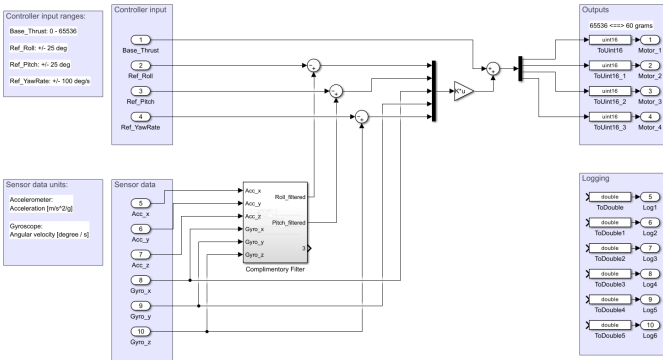 Controller input ranges:
Base_Thrust: 0 - 65536
Ref_Roll: +/- 25 deg
Ref_Pitch: +/- 25 deg
Ref_YawRate: +/- 100 deg/s
Controller input
1
Base_Thrust
2
Ref_Roll
3
Ref_Pitch
4
Ref_YawRate
K*u
Outputs
65536 <==> 60 grams
uint16
1
ToUint16
Motor_1
uint16
2
ToUint16_1
Motor_2
uint16
3
ToUint16_2
Motor_3
uint16
4
ToUint16_3
Motor_4
Sensor data units:
Accelerometer:
Acceleration [m/s^2/g]
Gyroscope:
Angular velocity [degree / s]
Sensor data
5
Acc_x
6
Acc_y
7
Acc_z
8
Gyro_x
9
Gyro_y
10
Gyro_z
Acc_x
Acc_y
Acc_z
Gyro_x
Gyro_y
Gyro_z
Roll_filtered
Pitch_filtered
3
Complimentory Filter
Logging
double
5
ToDouble
Log1
double
6
ToDouble1
Log2
double
7
ToDouble2
Log3
double
8
ToDouble3
Log4
double
9
ToDouble4
Log5
double
10
ToDouble5
Log6